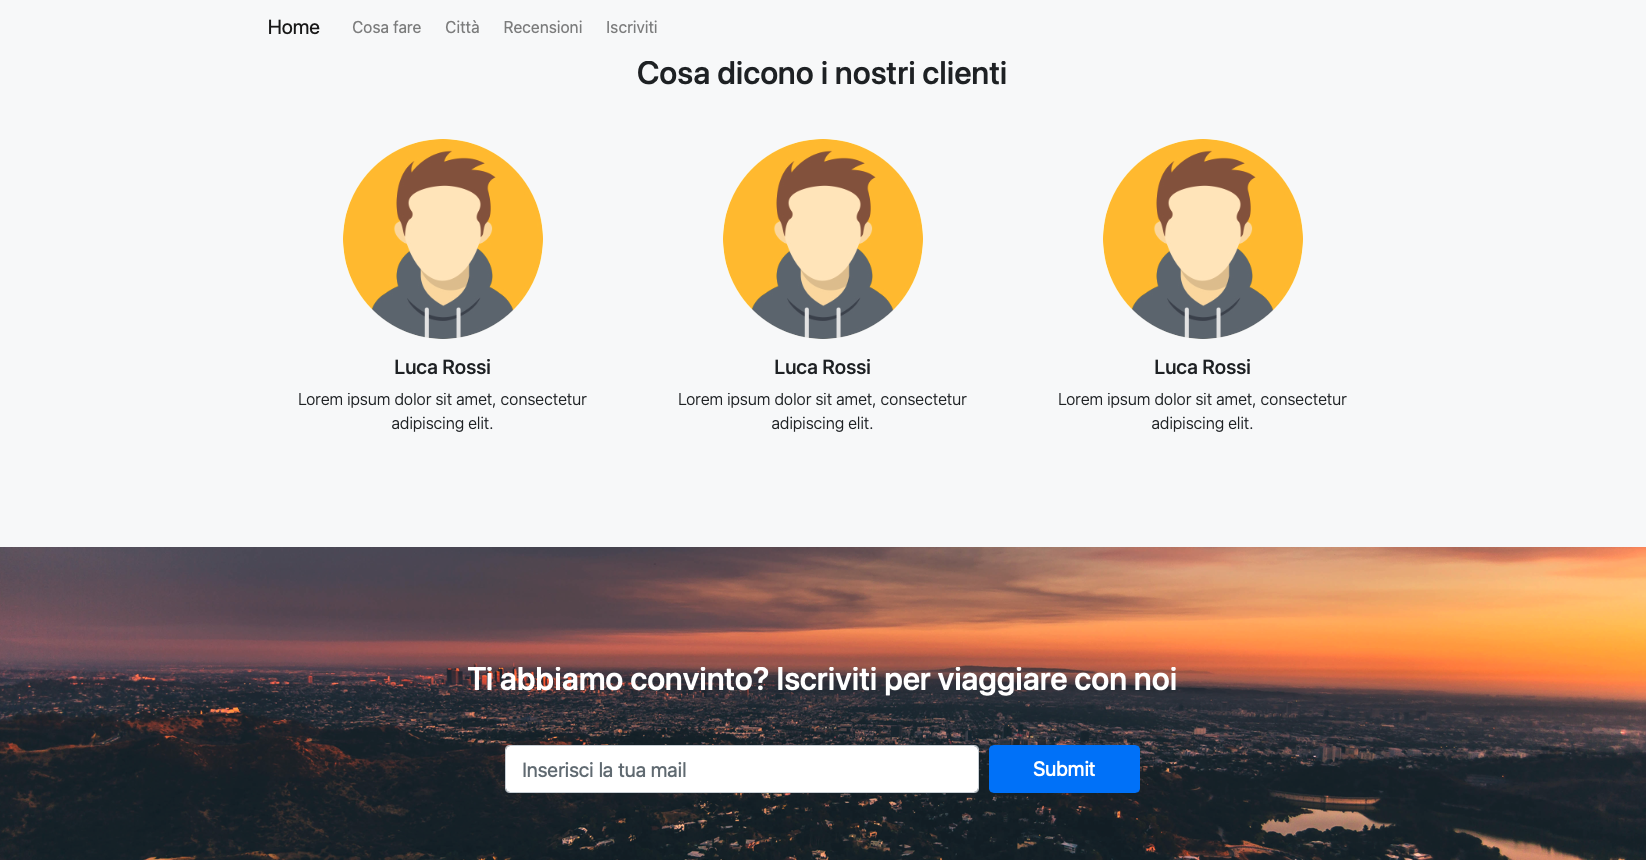 Home Cosa fare Città Recensioni Iscriviti
Cosa dicono i nostri clienti
Luca Rossi
Lorem ipsum dolor sit amet, consectetur
adipiscing elit.
Luca Rossi
Lorem ipsum dolor sit amet, consectetur
adipiscing elit.
Luca Rossi
Lorem ipsum dolor sit amet, consectetur
adipiscing elit.
Ti abbiamo convinto? Iscriviti per viaggiare con noi
Inserisci la tua mail
Submit